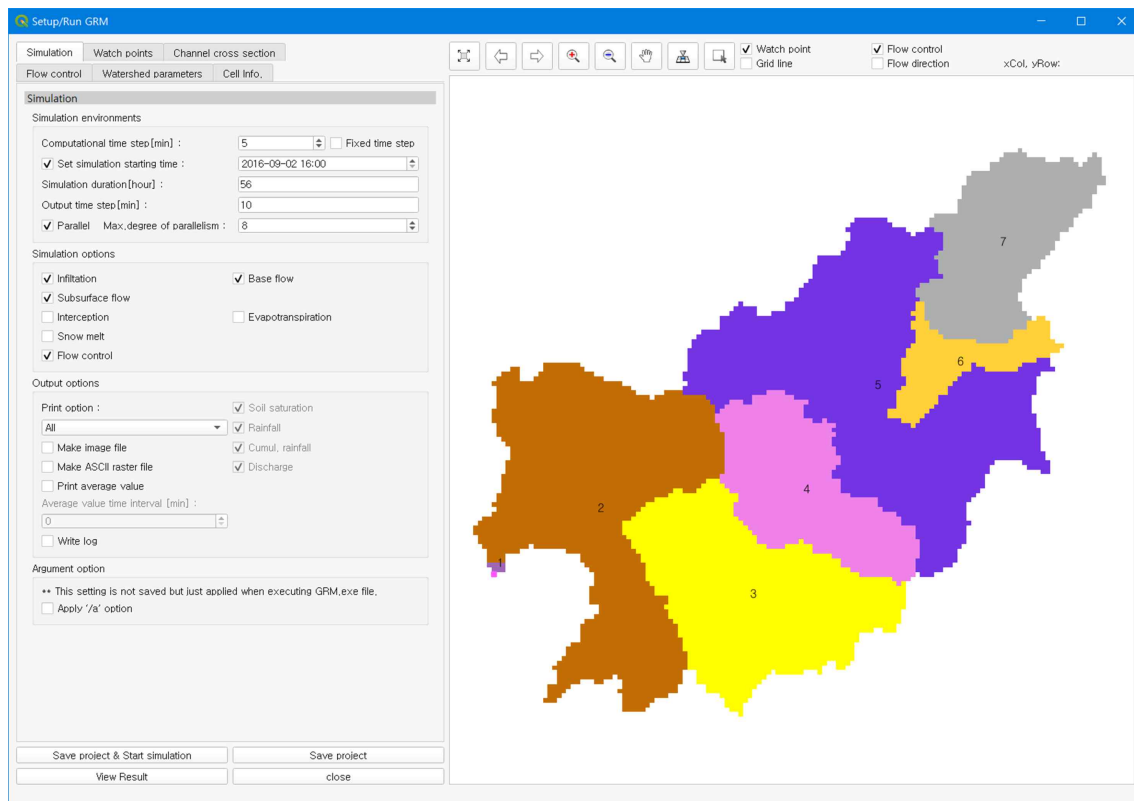 Setup/Run GRM
Simulation
Watch points
Channel cross section
Flow control
Watershed parameters
Cell Info.
Simulation
Simulation environments
Computational time step[min] :
5
Fixed time step
Set simulation starting time :
2016-09-02 16:00
Simulation duration[hour] :
56
Output time step[min] :
10
Parallel
Max.degree of parallelism :
8
Simulation options
Infiltation
Base flow
Subsurface flow
Interception
Evapotranspiration
Snow melt
Flow control
Output options
Print option :
Soil saturation
All
Rainfall
Make image file
Cumul. rainfall
Make ASCII raster file
Discharge
Print average value
Average value time interval [min] :
0
Write log
Argument option
** This setting is not saved but just applied when executing GRM.exe file.
Apply '/a' option
Save project & Start simulation
Save project
View Result
close
Watch point
Flow control
Grid line
Flow direction
xCol, yRow:
7
6
5
4
2
1
3